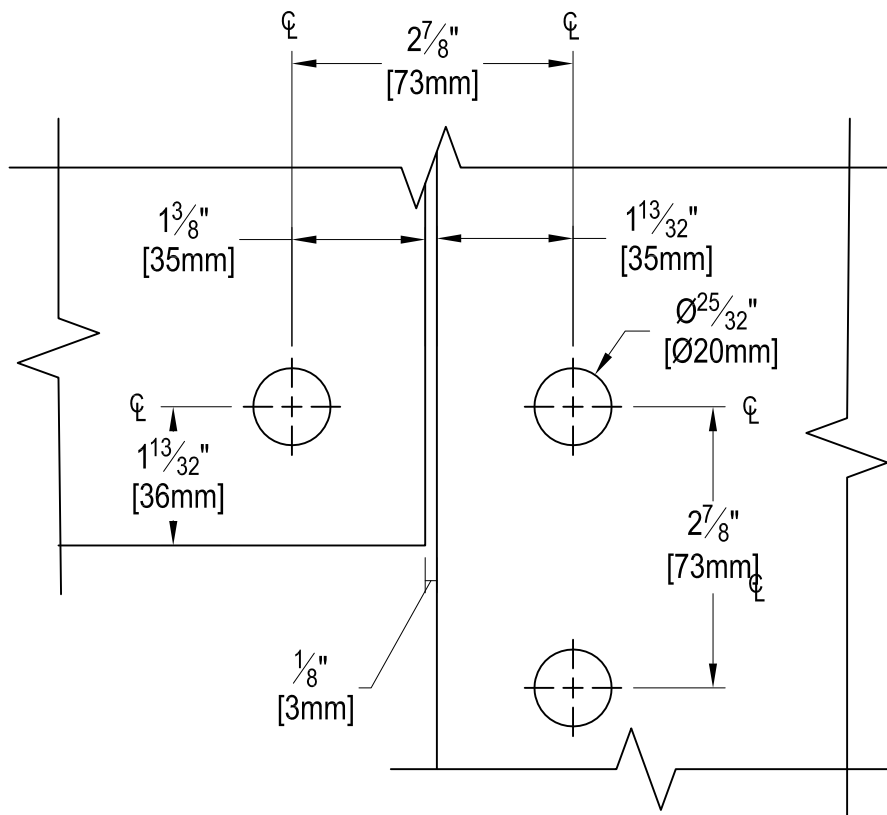 ℄ ℄
2⅞"
[73mm]
1⅜"
[35mm]
1¹³⁄₃₂"
[35mm]
Ø²⁵⁄₃₂"
[Ø20mm]
℄ ℄
1¹³⁄₃₂"
[36mm]
2⅞"
[73mm]
℄
⅛"
[3mm]